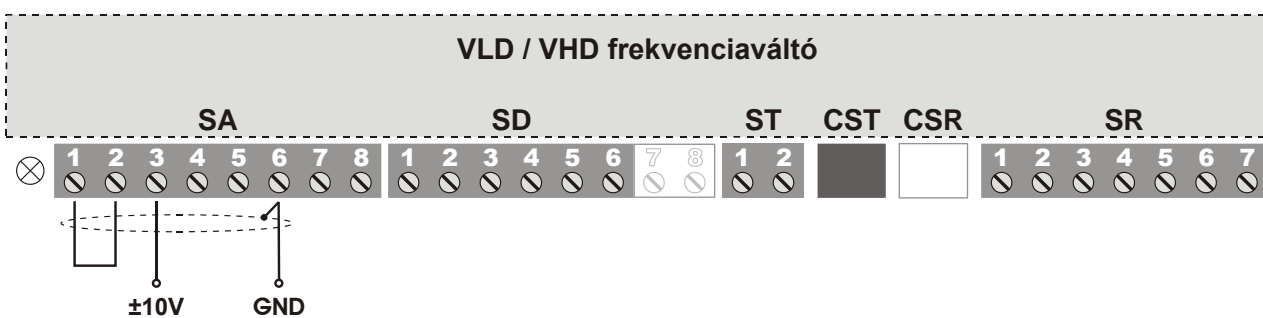 VLD / VHD frekvenciaváltó
SA SD ST CST CSR SR
1 2 3 4 5 6 7 8 1 2 3 4 5 6 7 8 1 2 1 2 3 4 5 6 7
±10V GND